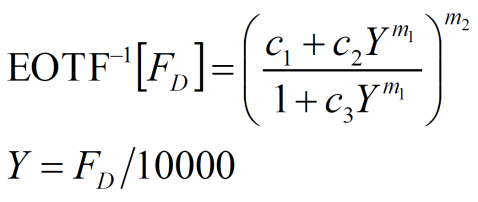 EOTF⁻¹[F_D] = ((c₁ + c₂Y^{m₁}) / (1 + c₃Y^{m₁}))^{m₂}
Y = F_D/10000